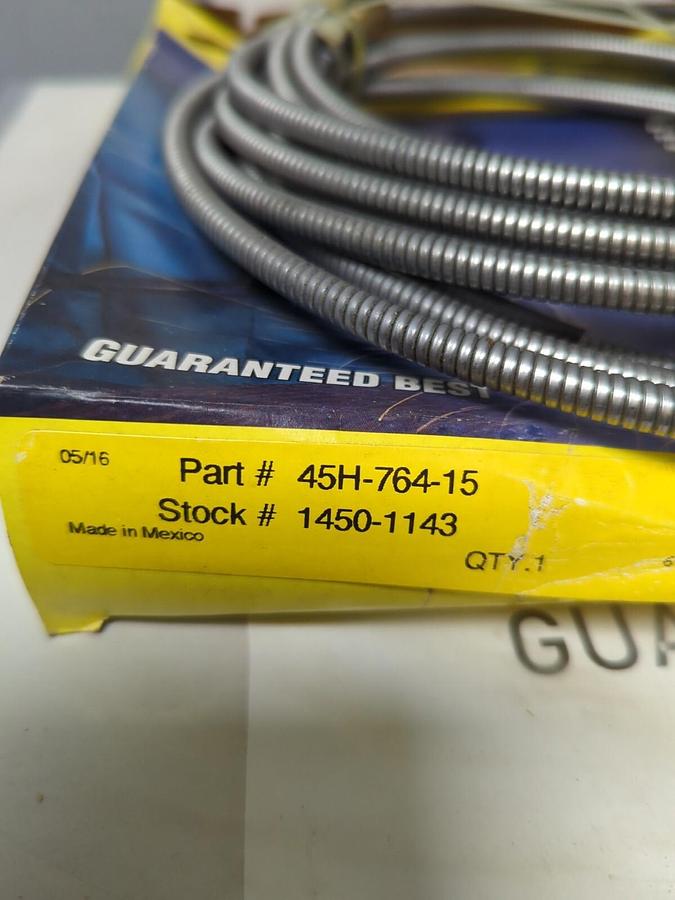 GUARANTEED BEST
05/16
Part # 45H-764-15
Stock # 1450-1143
Made in Mexico
QTY.1
GUA